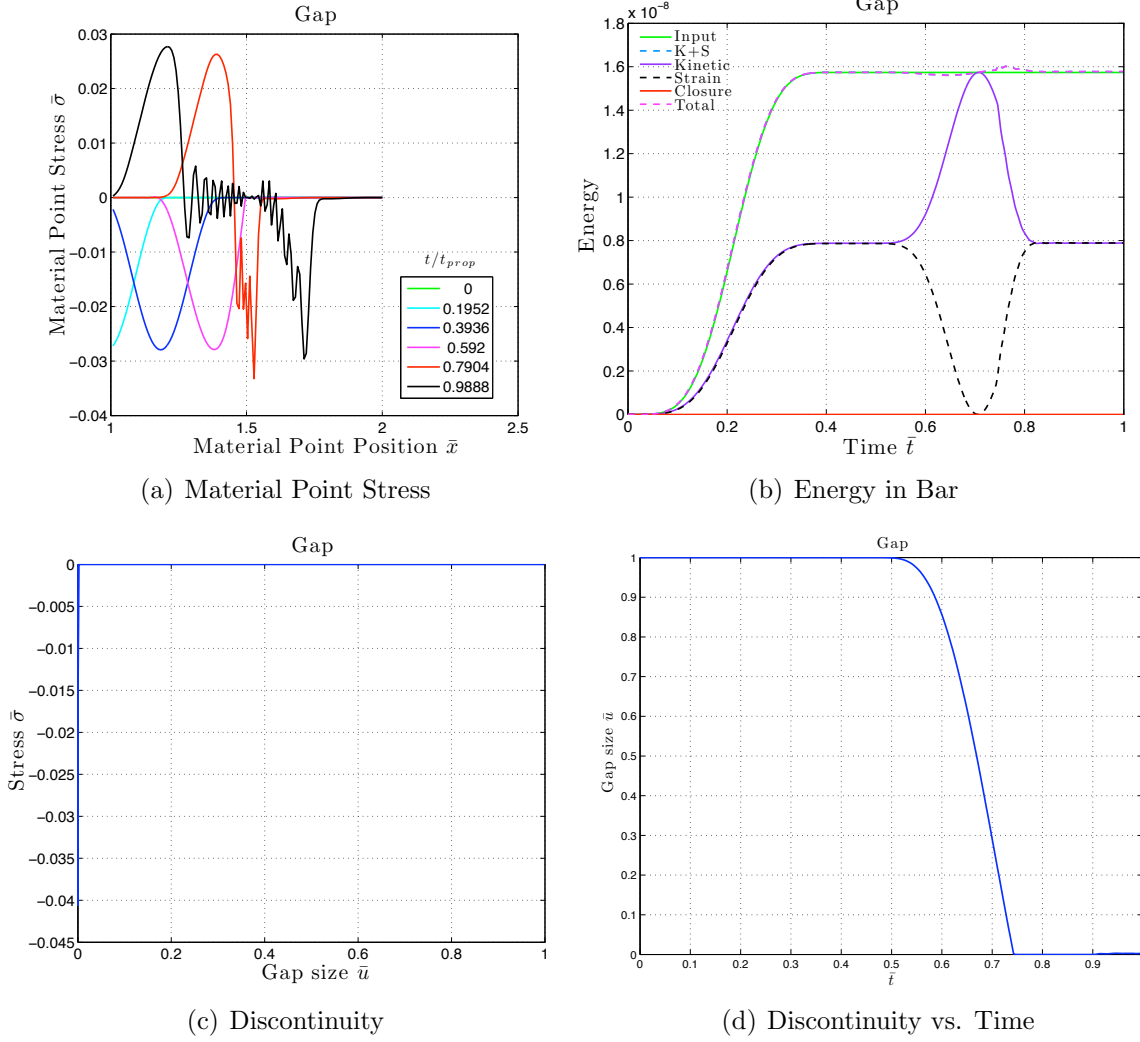 Gap
0.03
0.02
0.01
0
−0.01
−0.02
−0.03
−0.04
Material Point Stress σ̄
t/t_prop
0
0.1952
0.3936
0.592
0.7904
0.9888
1
1.5
2
2.5
Material Point Position x̄
(a) Material Point Stress
Gap
x 10⁻⁸
1.8
1.6
1.4
1.2
1
0.8
0.6
0.4
0.2
0
Energy
Input
K+S
Kinetic
Strain
Closure
Total
0
0.2
0.4
0.6
0.8
1
Time t̄
(b) Energy in Bar
Gap
0
−0.005
−0.01
−0.015
−0.02
−0.025
−0.03
−0.035
−0.04
−0.045
Stress σ̄
0
0.2
0.4
0.6
0.8
1
Gap size ū
(c) Discontinuity
Gap
1
0.9
0.8
0.7
0.6
0.5
0.4
0.3
0.2
0.1
0
Gap size ū
0
0.1
0.2
0.3
0.4
0.5
0.6
0.7
0.8
0.9
t̄
(d) Discontinuity vs. Time